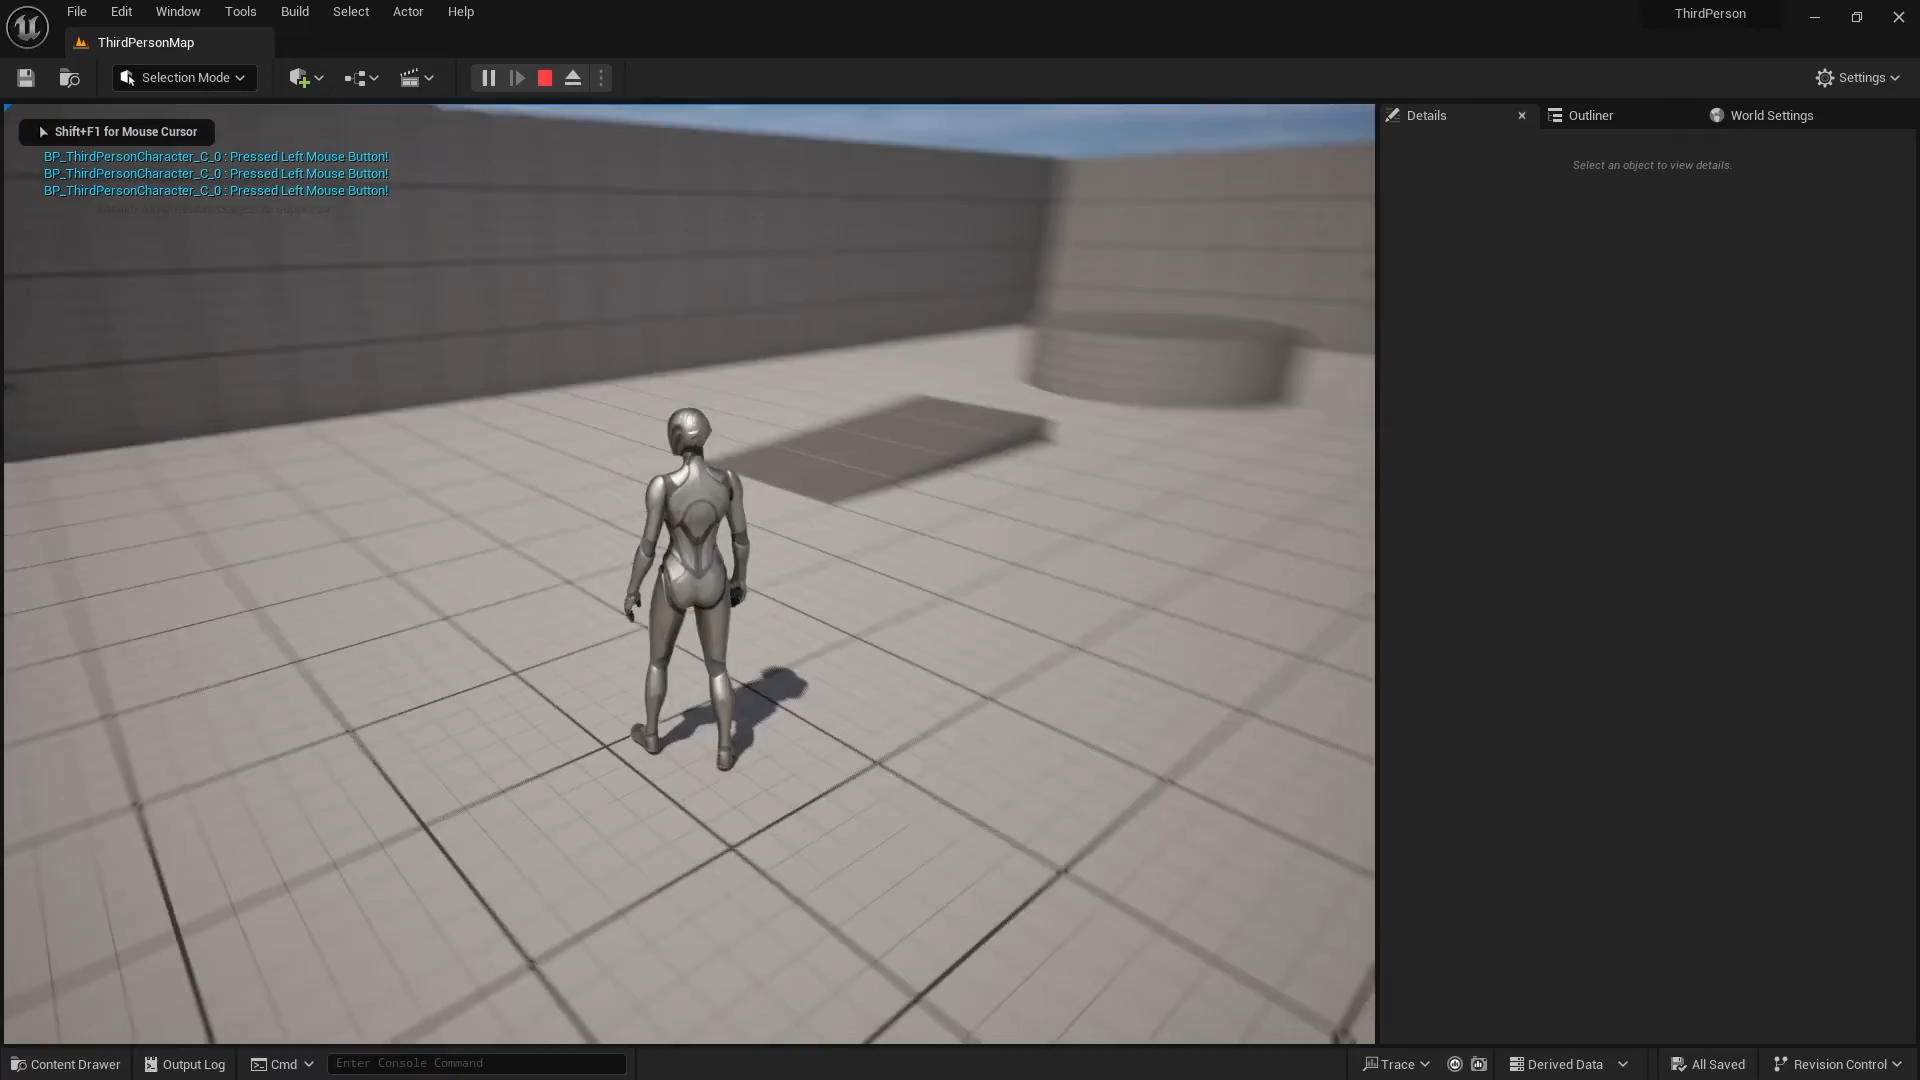 File Edit Window Tools Build Select Actor Help
ThirdPerson
ThirdPersonMap
Selection Mode
Settings
Shift+F1 for Mouse Cursor
BP_ThirdPersonCharacter_C_0 : Pressed Left Mouse Button!
BP_ThirdPersonCharacter_C_0 : Pressed Left Mouse Button!
BP_ThirdPersonCharacter_C_0 : Pressed Left Mouse Button!
Details
Outliner
World Settings
Select an object to view details.
Content Drawer
Output Log
Cmd
Enter Console Command
Trace
Derived Data
All Saved
Revision Control